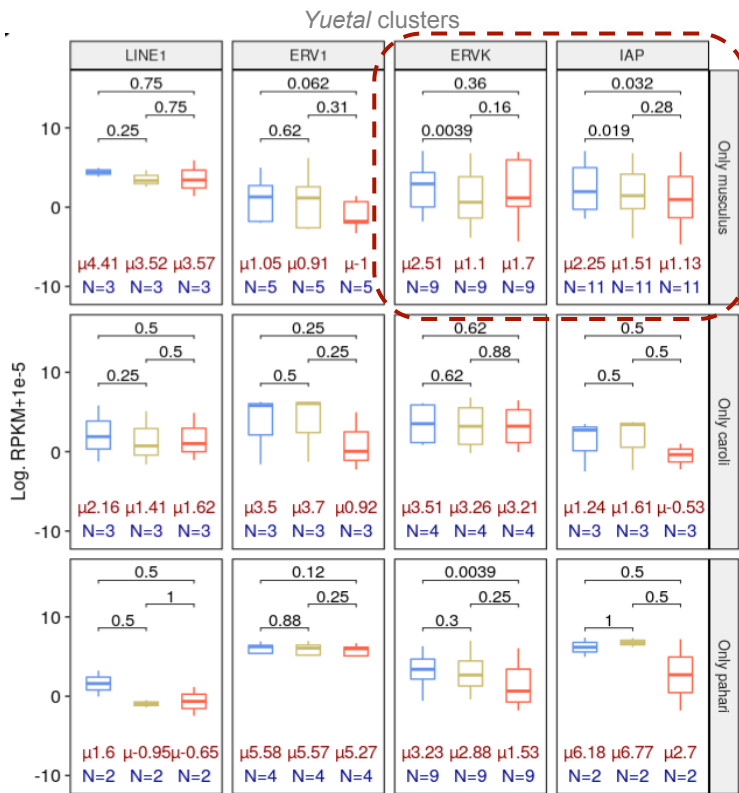 Yuetal clusters
LINE1 ERV1 ERVK IAP
0.75 0.062 0.36 0.032
0.75 0.31 0.16 0.28
0.25 0.62 0.0039 0.019
10
0
-10
μ4.41 μ3.52 μ3.57 μ1.05 μ0.91 μ-1 μ2.51 μ1.1 μ1.7 μ2.25 μ1.51 μ1.13
N=3 N=3 N=3 N=5 N=5 N=5 N=9 N=9 N=9 N=11 N=11 N=11
Only musculus
Log. RPKM+1e-5
0.5 0.25 0.62 0.5
0.5 0.25 0.88 0.5
0.25 0.5 0.62 0.5
10
0
-10
μ2.16 μ1.41 μ1.62 μ3.5 μ3.7 μ0.92 μ3.51 μ3.26 μ3.21 μ1.24 μ1.61 μ-0.53
N=3 N=3 N=3 N=3 N=3 N=3 N=4 N=4 N=4 N=3 N=3 N=3
Only caroli
0.5 0.12 0.0039 0.5
1 0.25 0.25 0.5
0.5 0.88 0.3 1
10
0
-10
μ1.6 μ-0.95 μ-0.65 μ5.58 μ5.57 μ5.27 μ3.23 μ2.88 μ1.53 μ6.18 μ6.77 μ2.7
N=2 N=2 N=2 N=4 N=4 N=4 N=9 N=9 N=9 N=2 N=2 N=2
Only pahari